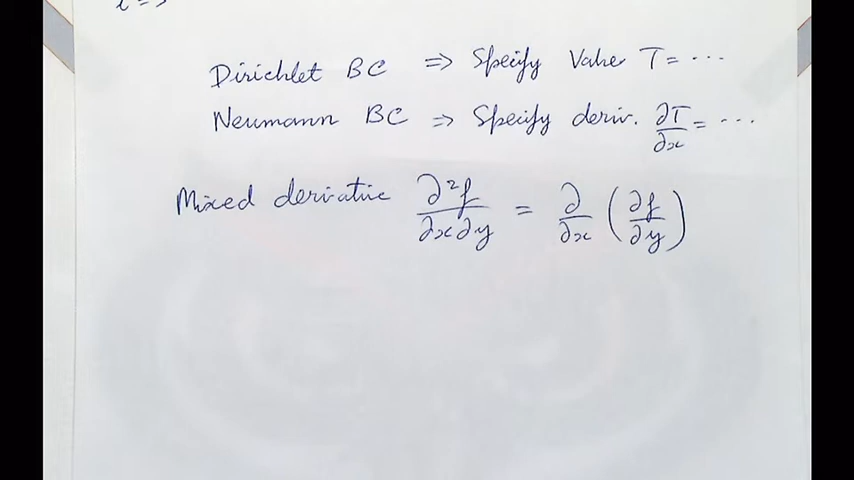 Dirichlet BC ⇒ Specify Value T = ...
Neumann BC ⇒ Specify deriv. ∂T/∂x = ...
Mixed derivative ∂²f/∂x∂y = ∂/∂x (∂f/∂y)